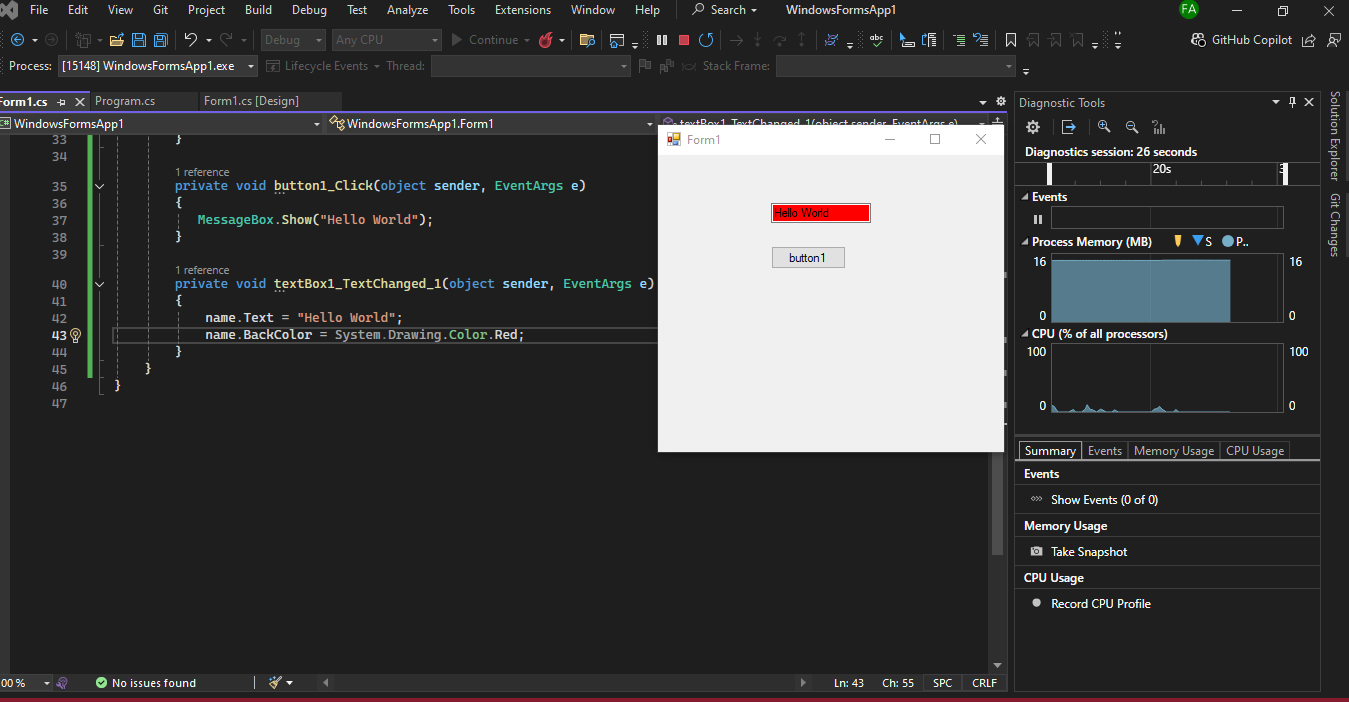 File Edit View Git Project Build Debug Test Analyze Tools Extensions Window Help Search WindowsFormsApp1 FA
Debug Any CPU Continue abc GitHub Copilot
Process: [15148] WindowsFormsApp1.exe Lifecycle Events Thread: Stack Frame:
Form1.cs Program.cs Form1.cs [Design]
C# WindowsFormsApp1 WindowsFormsApp1.Form1 textBox1_TextChanged_1(object sender, EventArgs e)
33 }
34
1 reference
35 private void button1_Click(object sender, EventArgs e)
36 {
37 MessageBox.Show("Hello World");
38 }
39
1 reference
40 private void textBox1_TextChanged_1(object sender, EventArgs e)
41 {
42 name.Text = "Hello World";
43 name.BackColor = System.Drawing.Color.Red;
44 }
45 }
46 }
47
Form1
Hello World
button1
Diagnostic Tools
Diagnostics session: 26 seconds
20s 3
Events
Process Memory (MB) S P..
16 16
0 0
CPU (% of all processors)
100 100
0 0
Summary Events Memory Usage CPU Usage
Events
Show Events (0 of 0)
Memory Usage
Take Snapshot
CPU Usage
Record CPU Profile
Solution Explorer
Git Changes
00 % No issues found Ln: 43 Ch: 55 SPC CRLF